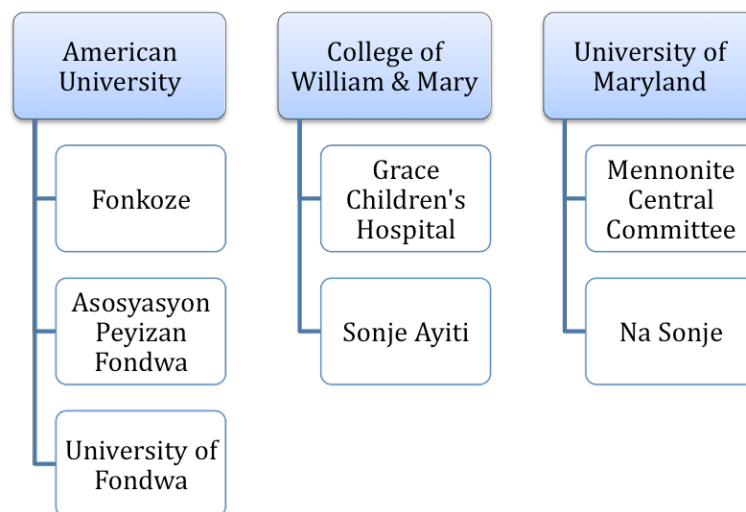 American
University
Fonkoze
Asosyasyon
Peyizan
Fondwa
University of
Fondwa
College of
William & Mary
Grace
Children's
Hospital
Sonje Ayiti
University of
Maryland
Mennonite
Central
Committee
Na Sonje